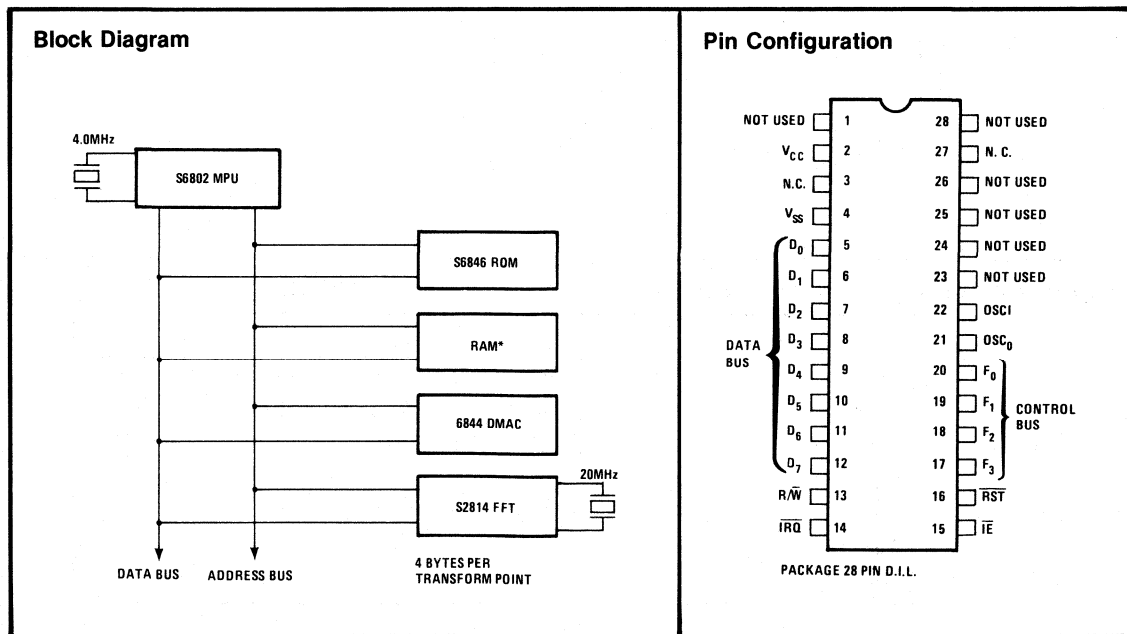 Block Diagram
4.0MHz
S6802 MPU
S6846 ROM
RAM*
6844 DMAC
20MHz
S2814 FFT
DATA BUS ADDRESS BUS
4 BYTES PER
TRANSFORM POINT
Pin Configuration
NOT USED 1 28 NOT USED
VCC 2 27 N. C.
N.C. 3 26 NOT USED
VSS 4 25 NOT USED
D0 5 24 NOT USED
D1 6 23 NOT USED
D2 7 22 OSCI
D3 8 21 OSC0
D4 9 20 F0
D5 10 19 F1
D6 11 18 F2
D7 12 17 F3
R/W̅ 13 16 R̅S̅T̅
I̅R̅Q̅ 14 15 I̅E̅
DATA
BUS
CONTROL
BUS
PACKAGE 28 PIN D.I.L.